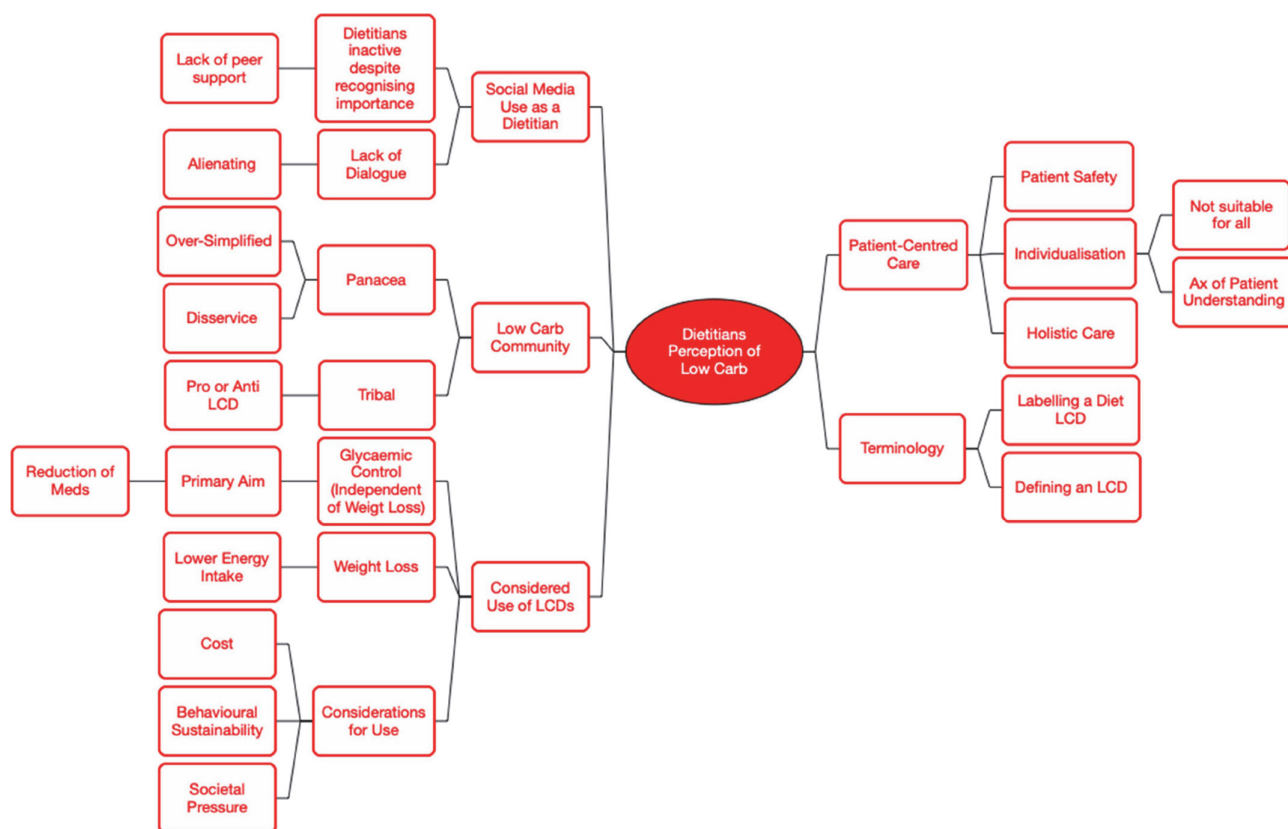 Lack of peer
support
Dietitians
inactive
despite
recognising
importance
Social Media
Use as a
Dietitian
Alienating
Lack of
Dialogue
Over-Simplified
Disservice
Panacea
Low Carb
Community
Pro or Anti
LCD
Tribal
Reduction of
Meds
Primary Aim
Glycaemic
Control
(Independent
of Weigt Loss)
Lower Energy
Intake
Weight Loss
Considered
Use of LCDs
Cost
Behavioural
Sustainability
Societal
Pressure
Considerations
for Use
Dietitians
Perception of
Low Carb
Patient-Centred
Care
Patient Safety
Individualisation
Not suitable
for all
Ax of Patient
Understanding
Holistic Care
Terminology
Labelling a Diet
LCD
Defining an LCD